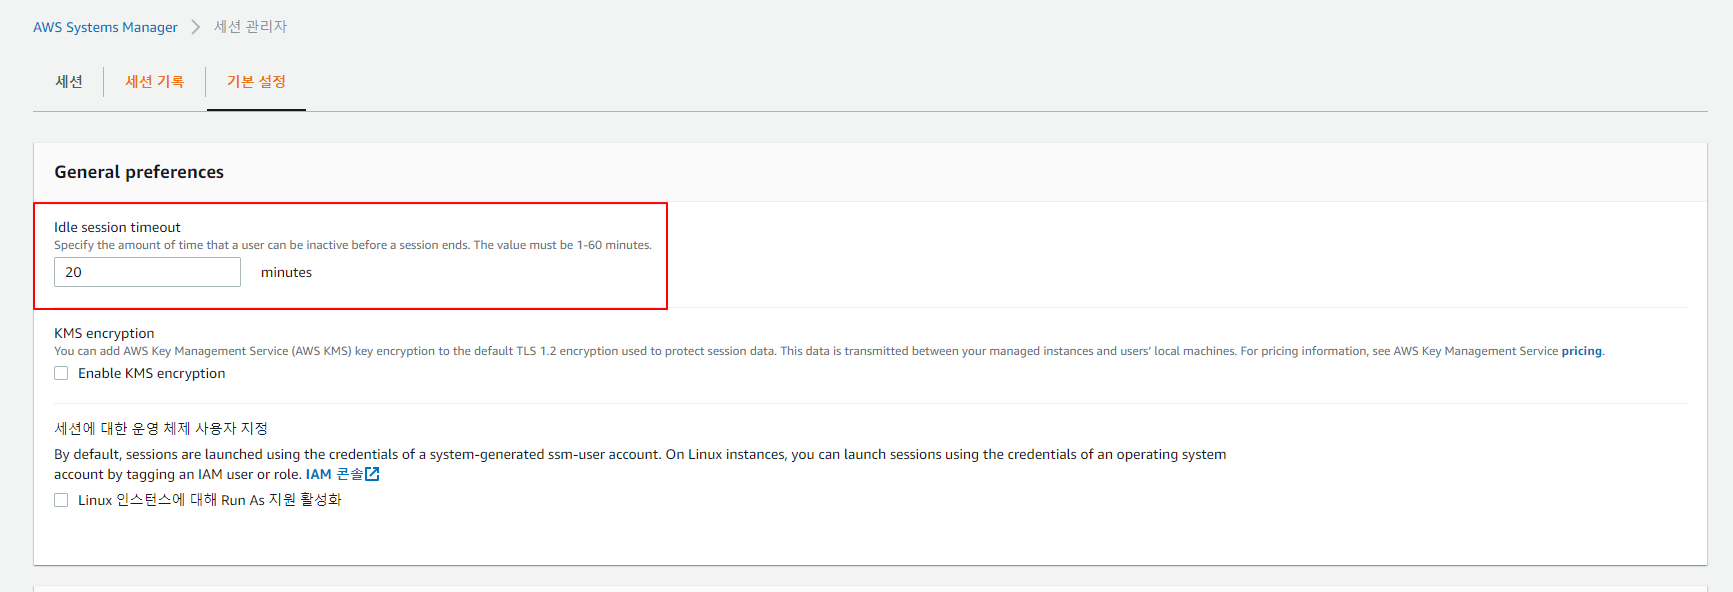 AWS Systems Manager > 세션 관리자
세션 세션 기록 기본 설정
General preferences
Idle session timeout
Specify the amount of time that a user can be inactive before a session ends. The value must be 1-60 minutes.
20 minutes
KMS encryption
You can add AWS Key Management Service (AWS KMS) key encryption to the default TLS 1.2 encryption used to protect session data. This data is transmitted between your managed instances and users’ local machines. For pricing information, see AWS Key Management Service pricing.
Enable KMS encryption
세션에 대한 운영 체제 사용자 지정
By default, sessions are launched using the credentials of a system-generated ssm-user account. On Linux instances, you can launch sessions using the credentials of an operating system
account by tagging an IAM user or role. IAM 콘솔
Linux 인스턴스에 대해 Run As 지원 활성화